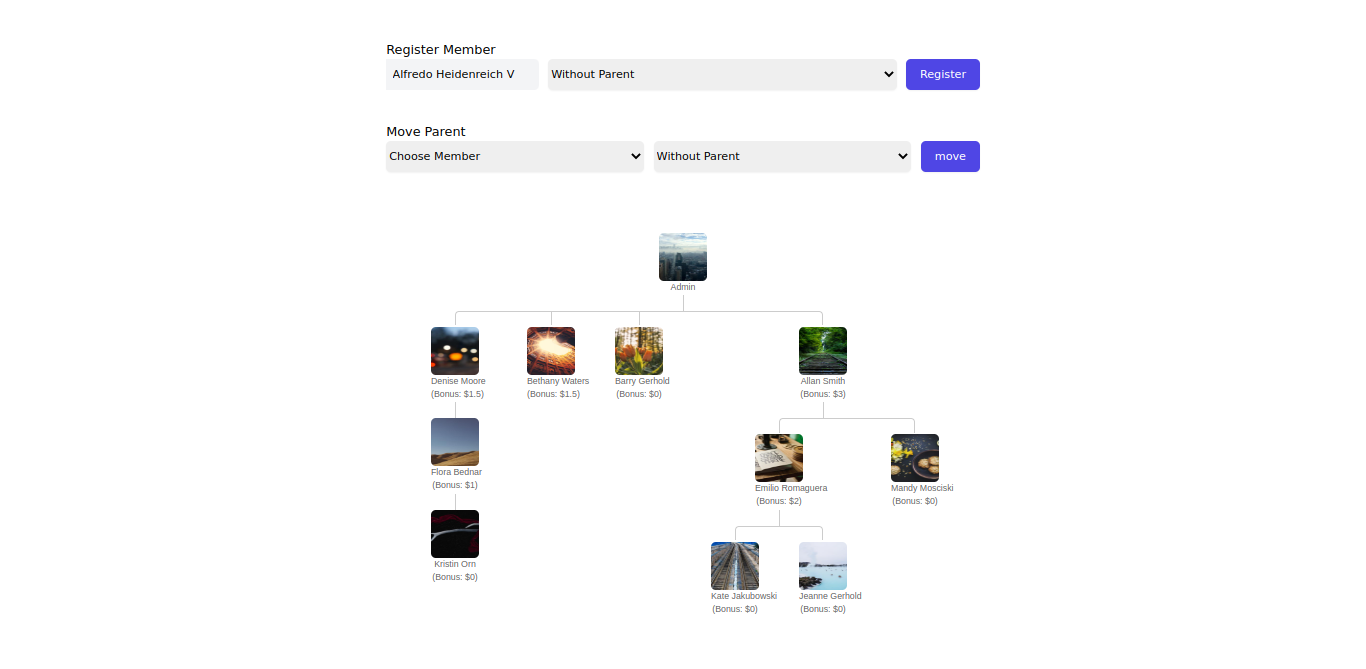 Register Member
Alfredo Heidenreich V
Without Parent
Register
Move Parent
Choose Member
Without Parent
move
Admin
Denise Moore
(Bonus: $1.5)
Bethany Waters
(Bonus: $1.5)
Barry Gerhold
(Bonus: $0)
Allan Smith
(Bonus: $3)
Flora Bednar
(Bonus: $1)
Emilio Romaguera
(Bonus: $2)
Mandy Mosciski
(Bonus: $0)
Kristin Orn
(Bonus: $0)
Kate Jakubowski
(Bonus: $0)
Jeanne Gerhold
(Bonus: $0)